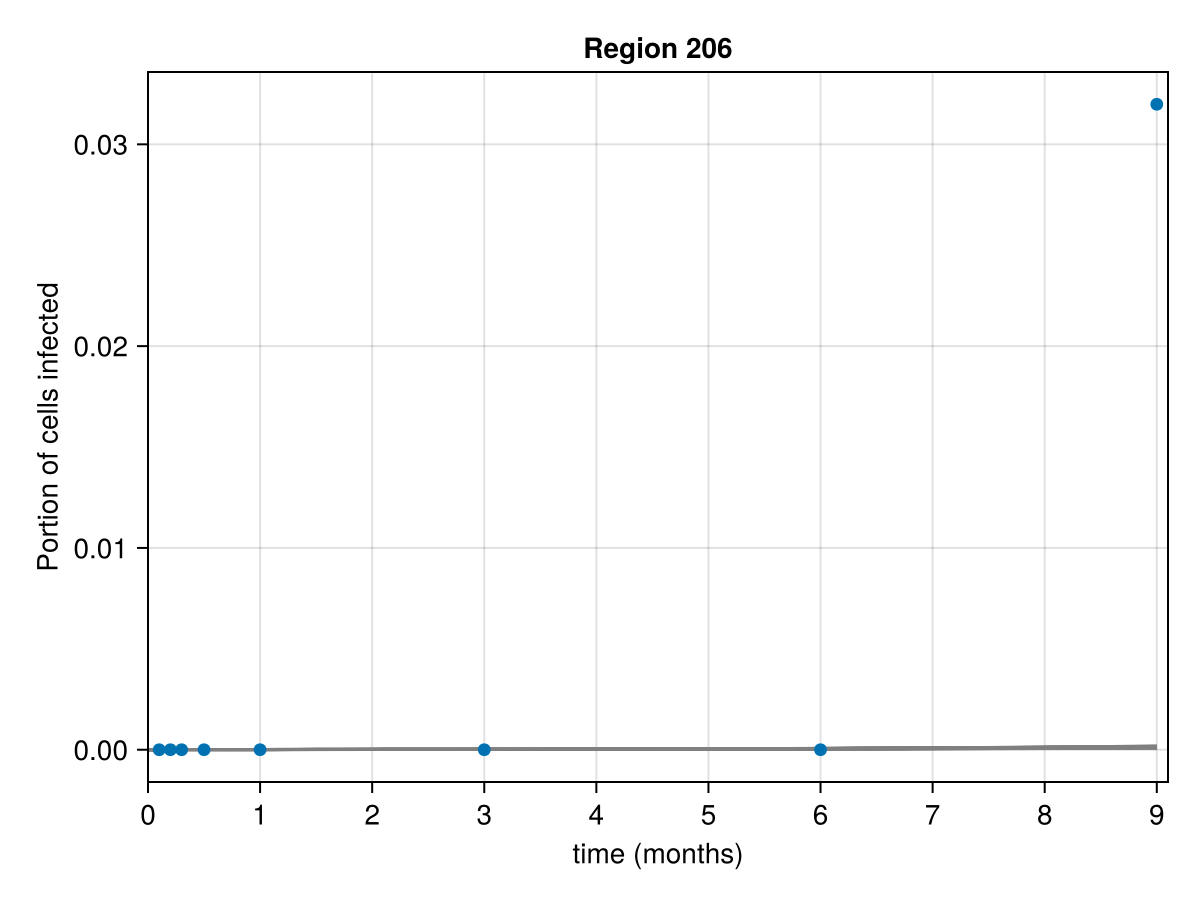 Region 206
Portion of cells infected
0.03
0.02
0.01
0.00
0 1 2 3 4 5 6 7 8 9
time (months)